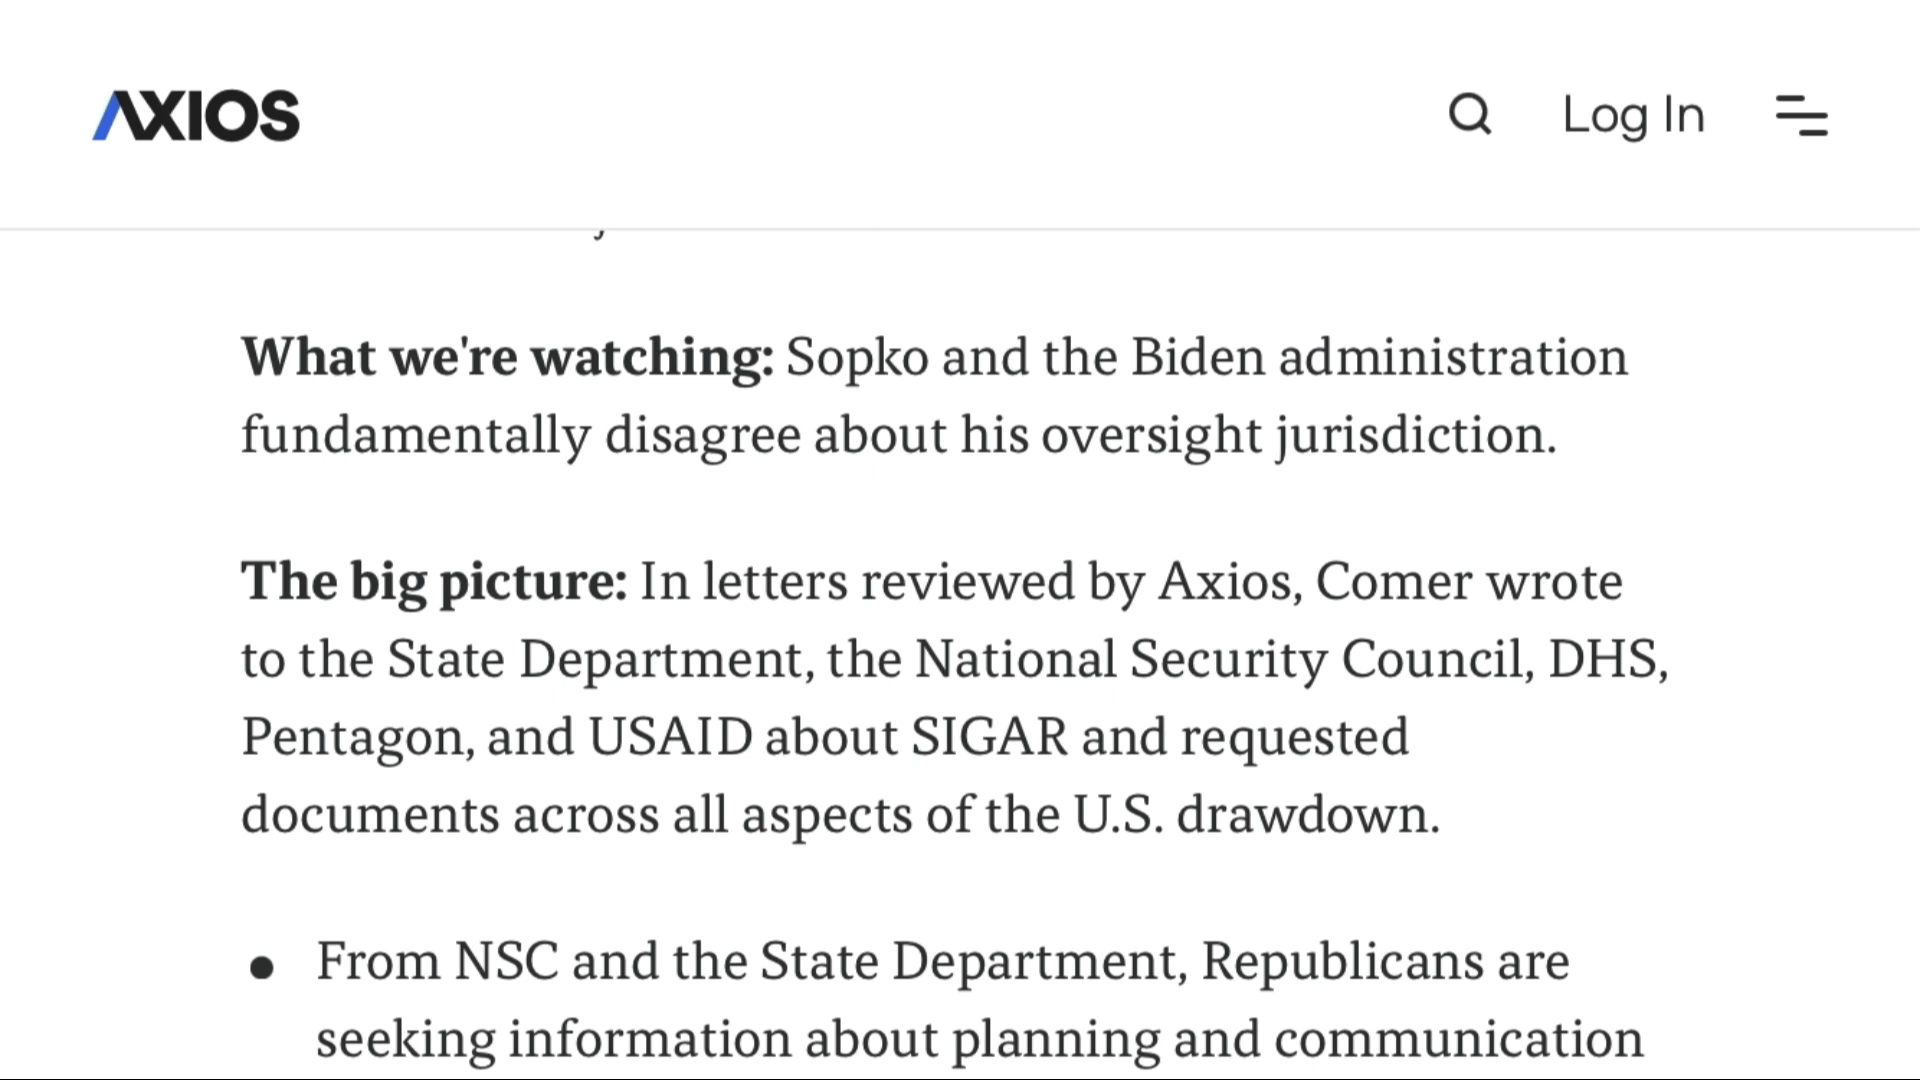 AXIOS
Log In
What we're watching: Sopko and the Biden administration
fundamentally disagree about his oversight jurisdiction.
The big picture: In letters reviewed by Axios, Comer wrote
to the State Department, the National Security Council, DHS,
Pentagon, and USAID about SIGAR and requested
documents across all aspects of the U.S. drawdown.
● From NSC and the State Department, Republicans are
seeking information about planning and communication